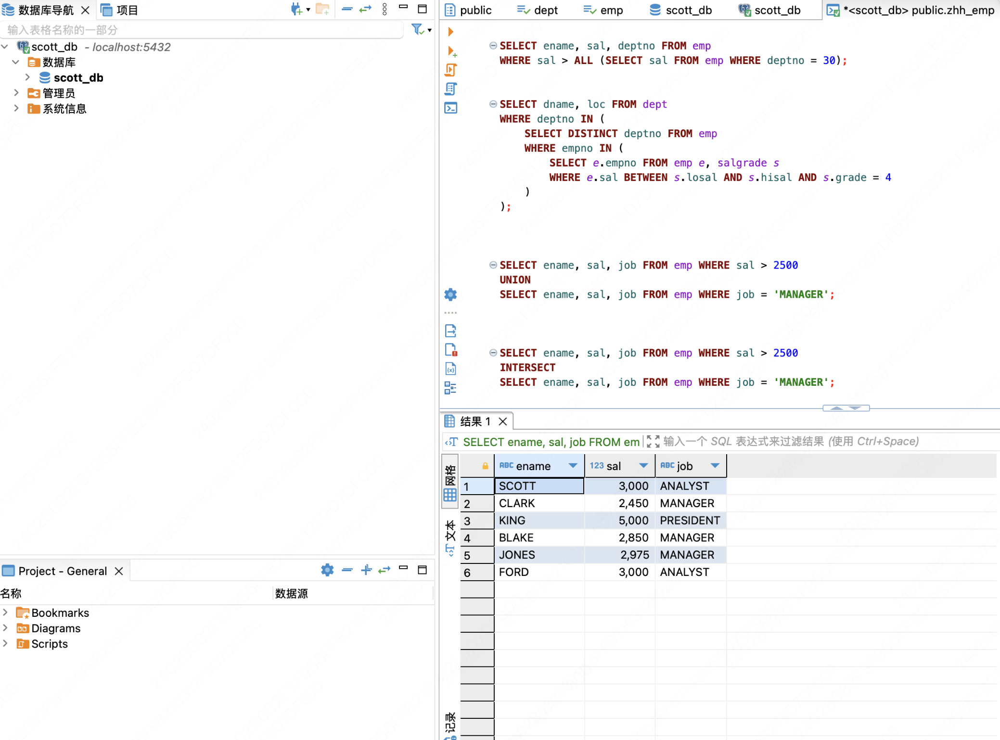 数据库导航
项目
public
dept
emp
scott_db
scott_db
*<scott_db> public.zhh_emp
输入表格名称的一部分
scott_db - localhost:5432
数据库
scott_db
管理员
系统信息
SELECT ename, sal, deptno FROM emp
WHERE sal > ALL (SELECT sal FROM emp WHERE deptno = 30);
SELECT dname, loc FROM dept
WHERE deptno IN (
SELECT DISTINCT deptno FROM emp
WHERE empno IN (
SELECT e.empno FROM emp e, salgrade s
WHERE e.sal BETWEEN s.losal AND s.hisal AND s.grade = 4
)
);
SELECT ename, sal, job FROM emp WHERE sal > 2500
UNION
SELECT ename, sal, job FROM emp WHERE job = 'MANAGER';
SELECT ename, sal, job FROM emp WHERE sal > 2500
INTERSECT
SELECT ename, sal, job FROM emp WHERE job = 'MANAGER';
结果 1
SELECT ename, sal, job FROM em
输入一个 SQL 表达式来过滤结果 (使用 Ctrl+Space)
网格
文本
记录
ABC ename 123 sal ABC job
1 SCOTT 3,000 ANALYST
2 CLARK 2,450 MANAGER
3 KING 5,000 PRESIDENT
4 BLAKE 2,850 MANAGER
5 JONES 2,975 MANAGER
6 FORD 3,000 ANALYST
Project - General
名称 数据源
Bookmarks
Diagrams
Scripts